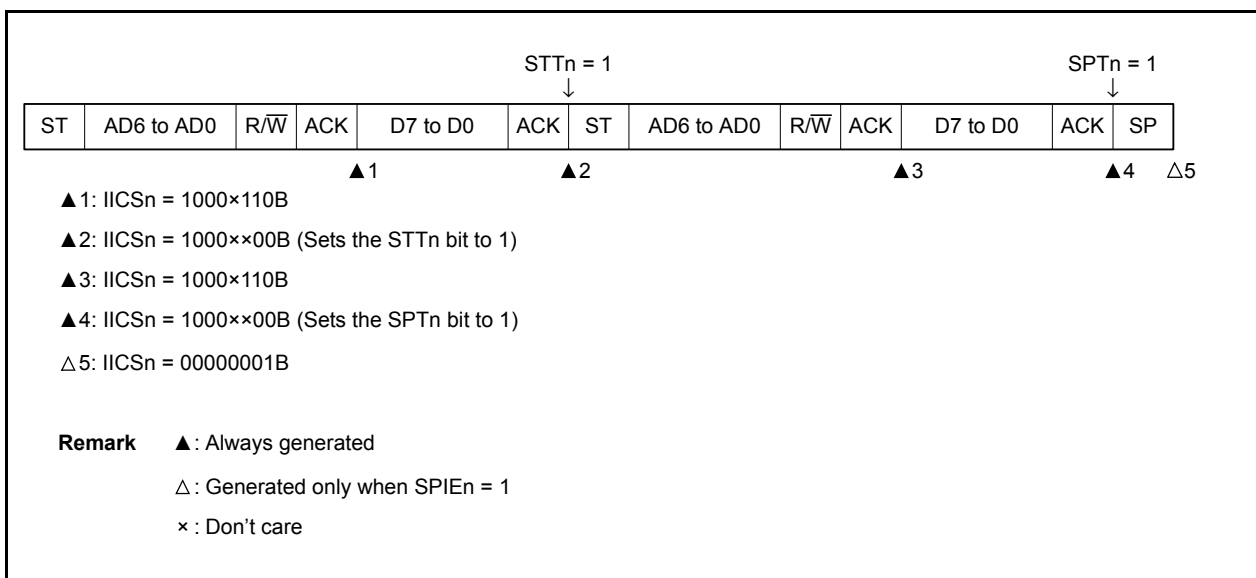 STTn = 1 SPTn = 1
↓ ↓
ST AD6 to AD0 R/W̅ ACK D7 to D0 ACK ST AD6 to AD0 R/W̅ ACK D7 to D0 ACK SP
▲1 ▲2 ▲3 ▲4 △5
▲1: IICSn = 1000×110B
▲2: IICSn = 1000××00B (Sets the STTn bit to 1)
▲3: IICSn = 1000×110B
▲4: IICSn = 1000××00B (Sets the SPTn bit to 1)
△5: IICSn = 00000001B
Remark ▲: Always generated
△: Generated only when SPIEn = 1
× : Don’t care